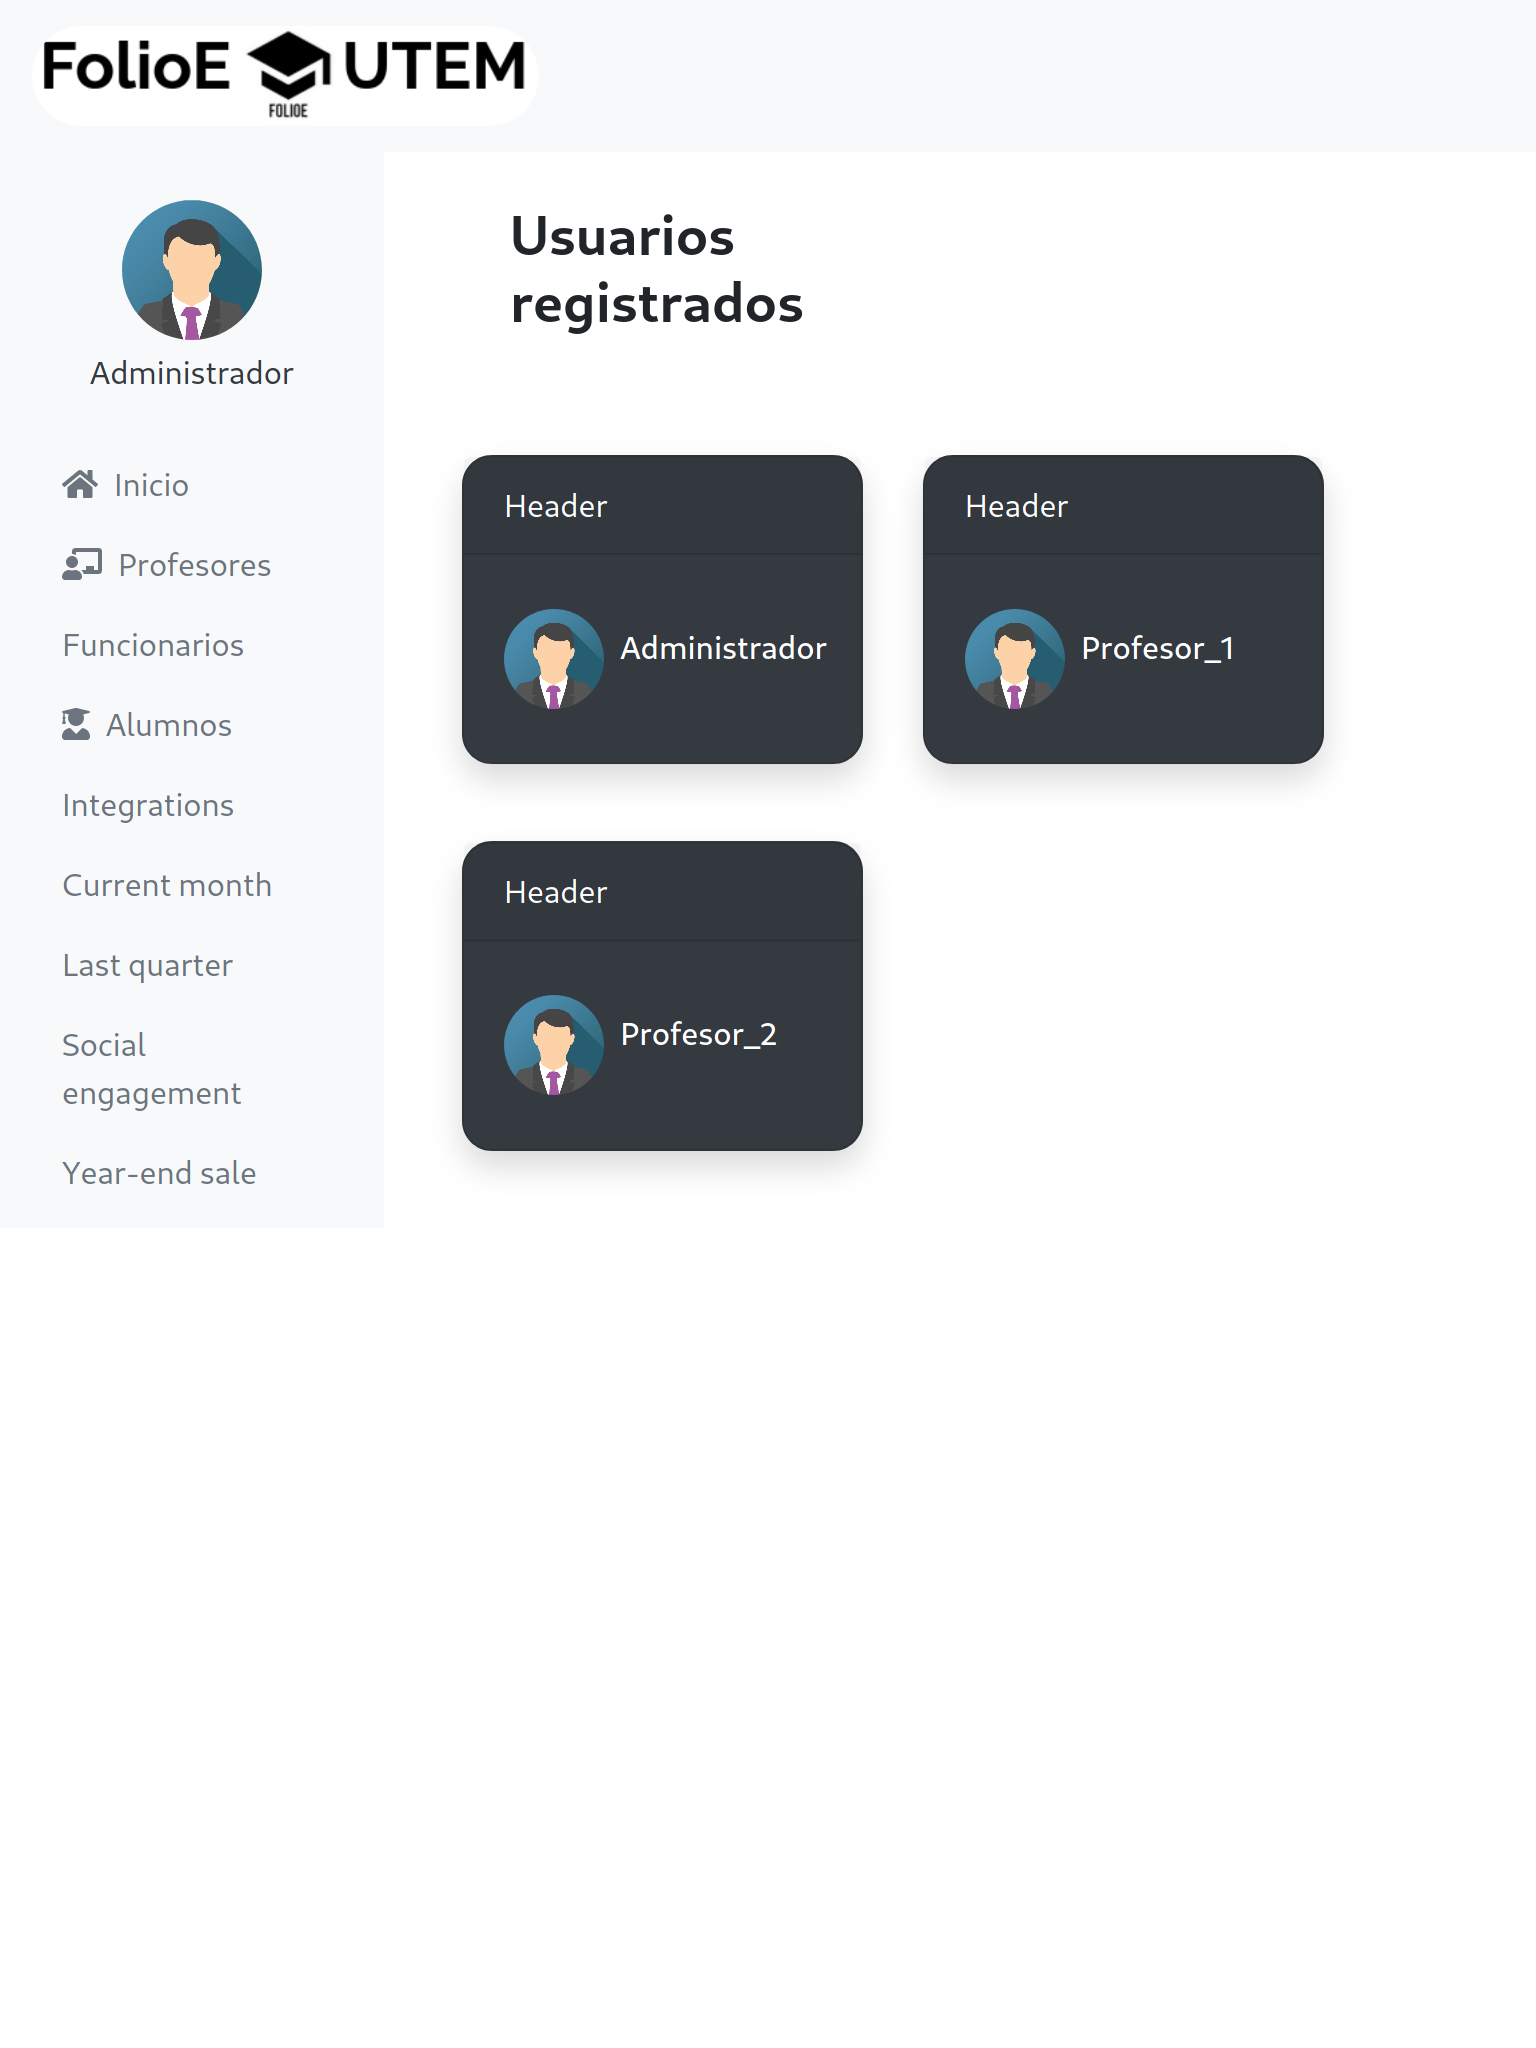 FolioE UTEM
FOLIOE
Administrador
Inicio
Profesores
Funcionarios
Alumnos
Integrations
Current month
Last quarter
Social
engagement
Year-end sale
Usuarios
registrados
Header
Administrador
Header
Profesor_1
Header
Profesor_2